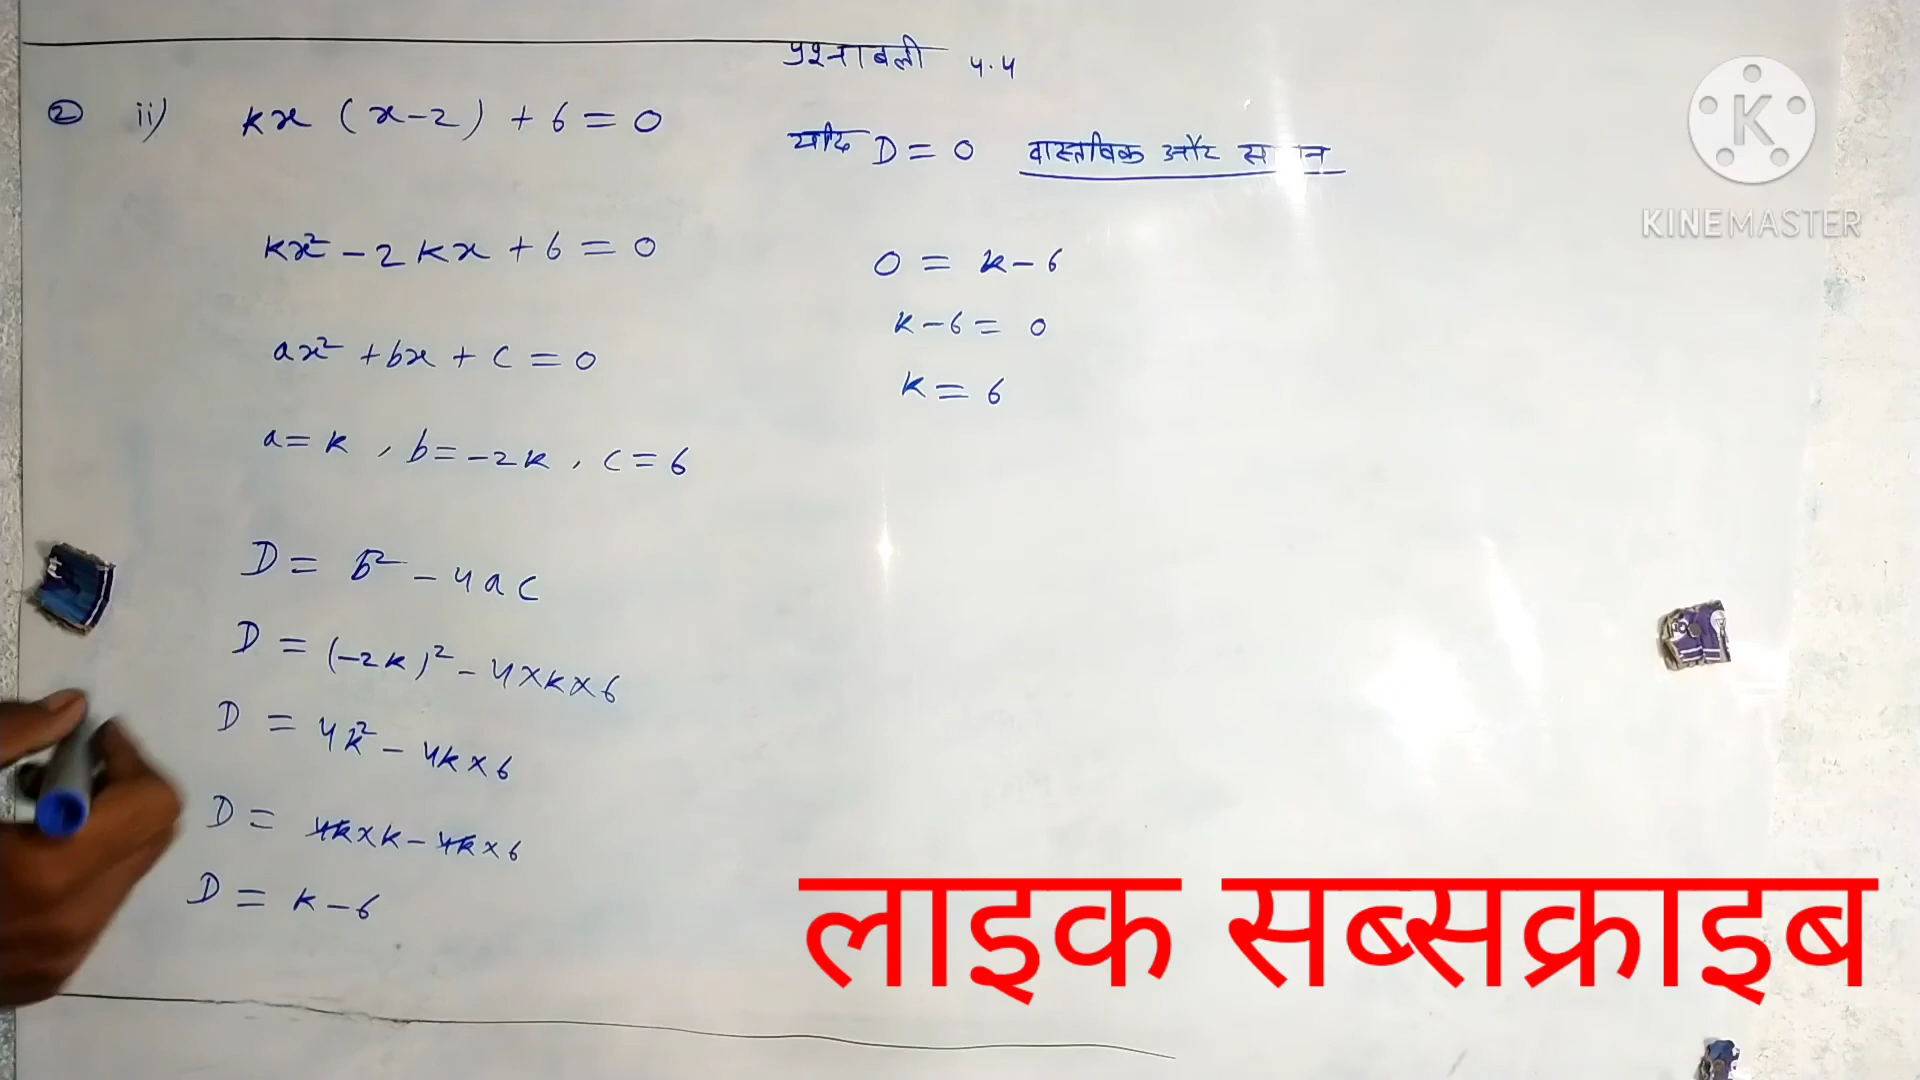 प्रश्नावली 4.4
② ii) kx (x-2) + 6 = 0
kx² - 2kx + 6 = 0
ax² + bx + c = 0
a = k , b = -2k , c = 6
D = b² - 4ac
D = (-2k)² - 4×k×6
D = 4k² - 4k×6
D = 4k×k - 4k×6
D = k - 6
यदि D = 0 वास्तविक और
0 = k - 6
k - 6 = 0
k = 6
K
KINEMASTER
लाइक सब्सक्राइब